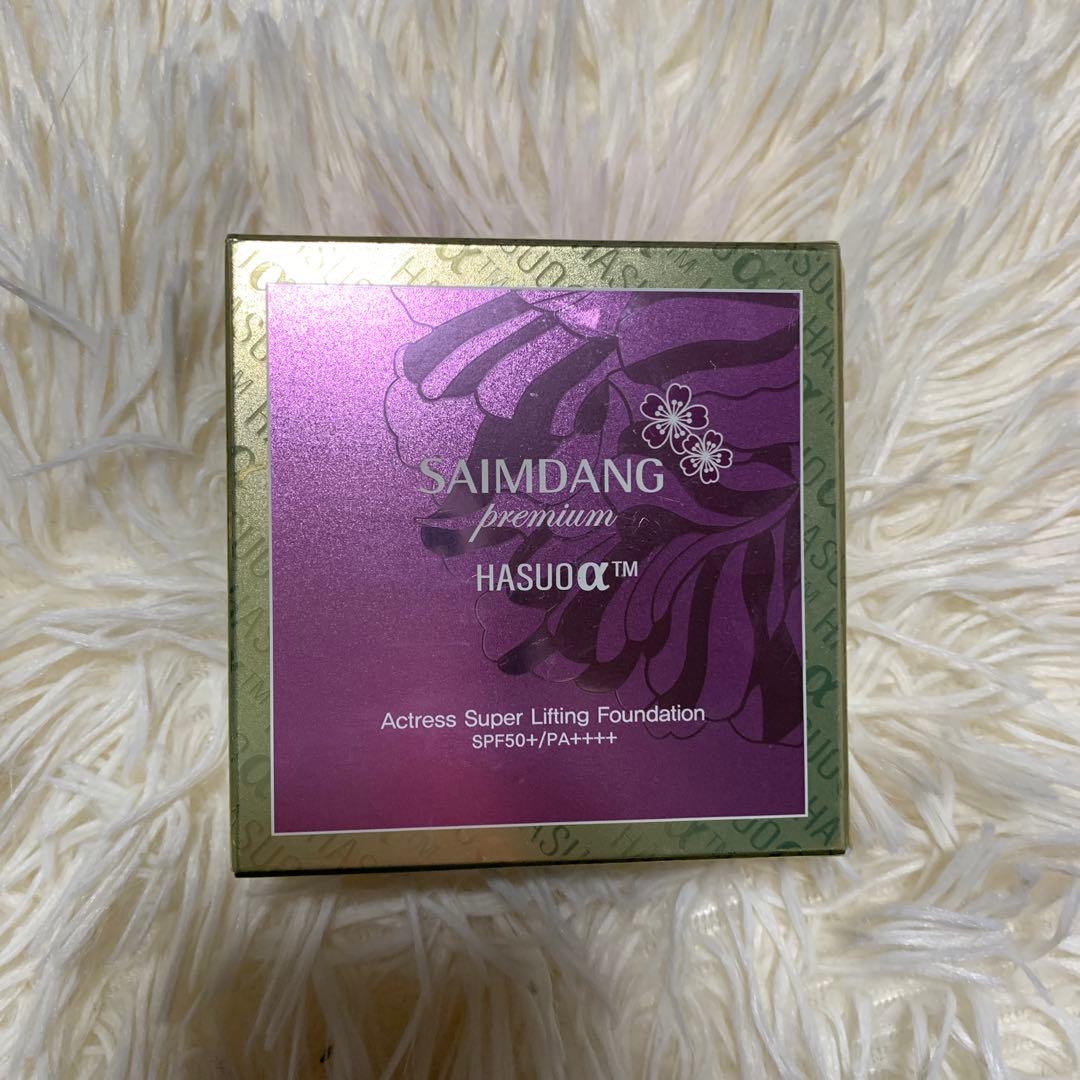 SAIMDANG
premium
HASUOα™
Actress Super Lifting Foundation
SPF50+/PA++++